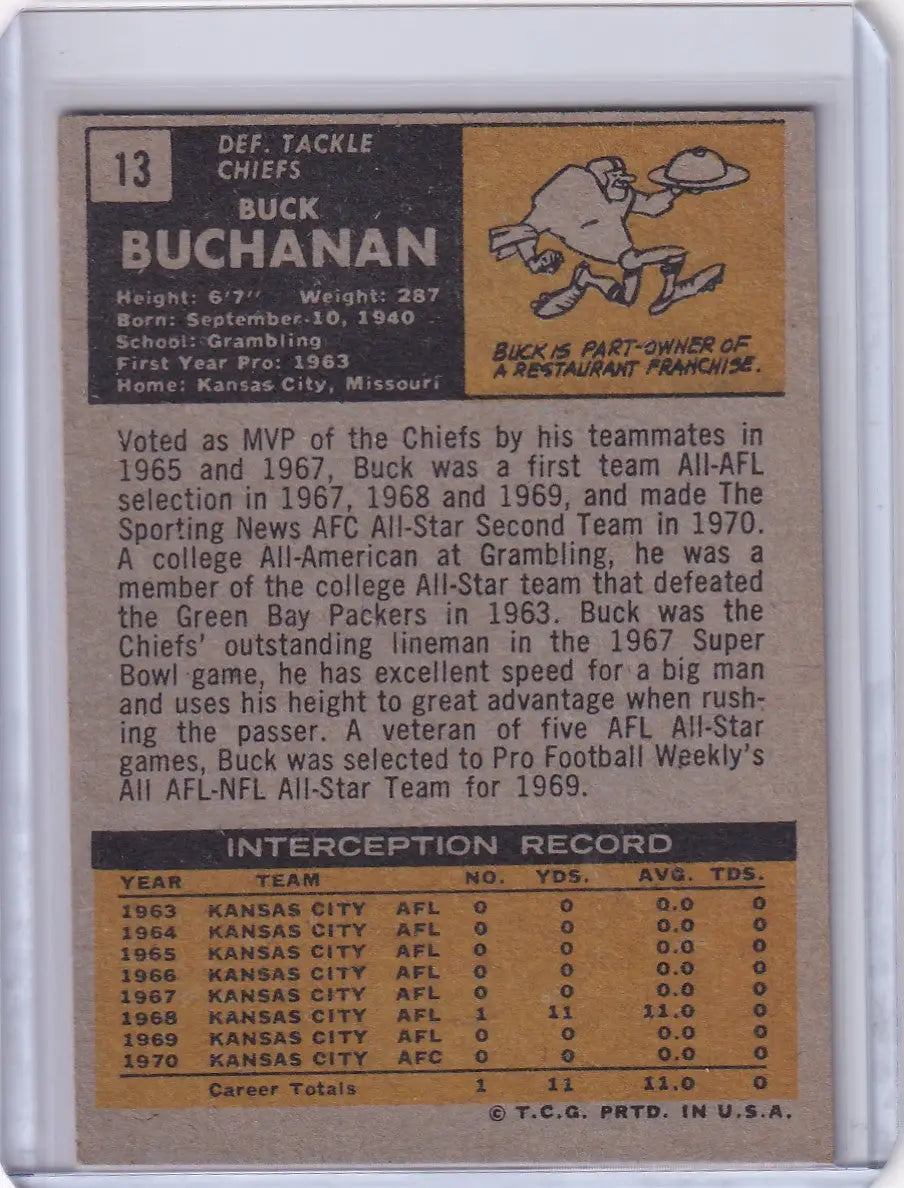 13
DEF. TACKLE
CHIEFS
BUCK
BUCHANAN
Height: 6'7" Weight: 287
Born: September 10, 1940
School: Grambling
First Year Pro: 1963
Home: Kansas City, Missouri
BUCK IS PART-OWNER OF
A RESTAURANT FRANCHISE.
Voted as MVP of the Chiefs by his teammates in
1965 and 1967, Buck was a first team All-AFL
selection in 1967, 1968 and 1969, and made The
Sporting News AFC All-Star Second Team in 1970.
A college All-American at Grambling, he was a
member of the college All-Star team that defeated
the Green Bay Packers in 1963. Buck was the
Chiefs' outstanding lineman in the 1967 Super
Bowl game, he has excellent speed for a big man
and uses his height to great advantage when rush-
ing the passer. A veteran of five AFL All-Star
games, Buck was selected to Pro Football Weekly's
All AFL-NFL All-Star Team for 1969.
INTERCEPTION RECORD
YEAR TEAM NO. YDS. AVG. TDS.
1963 KANSAS CITY AFL 0 0 0.0 0
1964 KANSAS CITY AFL 0 0 0.0 0
1965 KANSAS CITY AFL 0 0 0.0 0
1966 KANSAS CITY AFL 0 0 0.0 0
1967 KANSAS CITY AFL 0 0 0.0 0
1968 KANSAS CITY AFL 1 11 11.0 0
1969 KANSAS CITY AFL 0 0 0.0 0
1970 KANSAS CITY AFC 0 0 0.0 0
Career Totals 1 11 11.0 0
© T.C.G. PRTD. IN U.S.A.